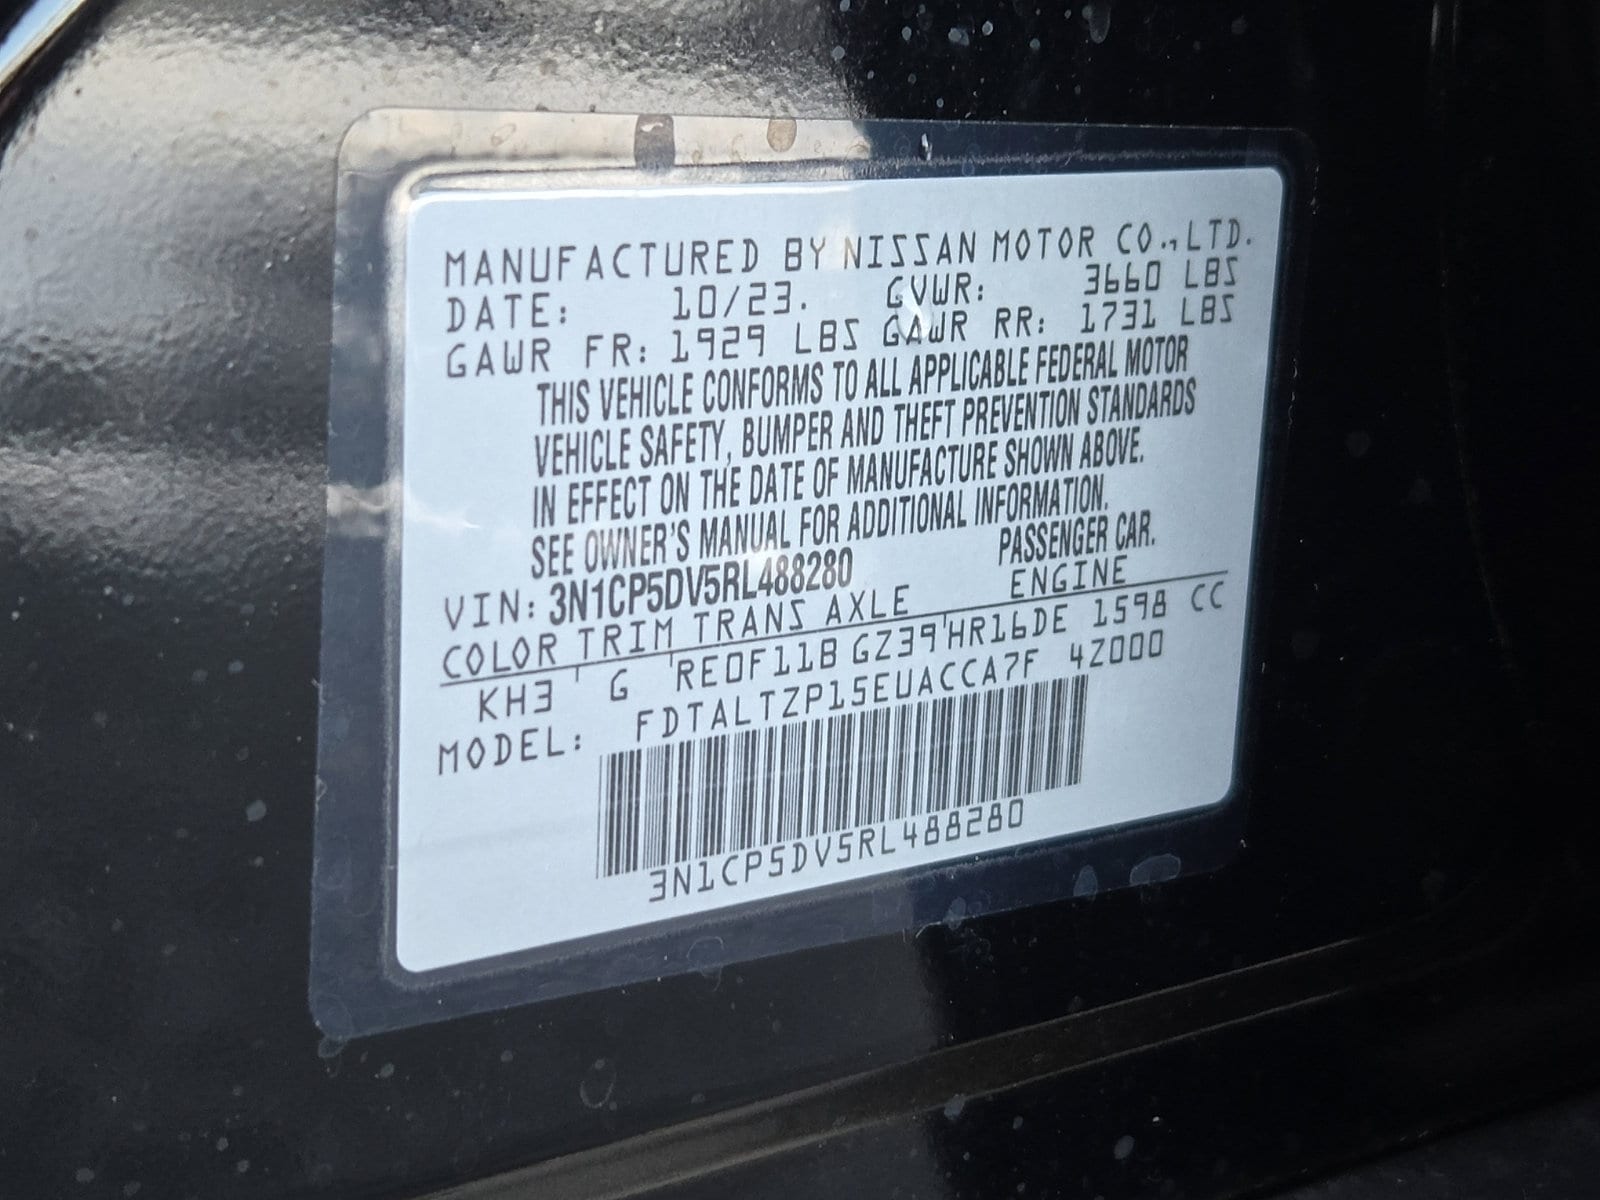 MANUFACTURED BY NISSAN MOTOR CO., LTD.
DATE: 10/23. GVWR: 3660 LBS
GAWR FR: 1929 LBS GAWR RR: 1731 LBS
THIS VEHICLE CONFORMS TO ALL APPLICABLE FEDERAL MOTOR
VEHICLE SAFETY, BUMPER AND THEFT PREVENTION STANDARDS
IN EFFECT ON THE DATE OF MANUFACTURE SHOWN ABOVE.
SEE OWNER'S MANUAL FOR ADDITIONAL INFORMATION.
VIN: 3N1CP5DV5RL488280 PASSENGER CAR.
COLOR TRIM TRANS AXLE ENGINE
KH3 G RE0F11B GZ39 HR16DE 1598 CC
MODEL: FDTALTZP15EUACCA7F 4Z000
3N1CP5DV5RL488280